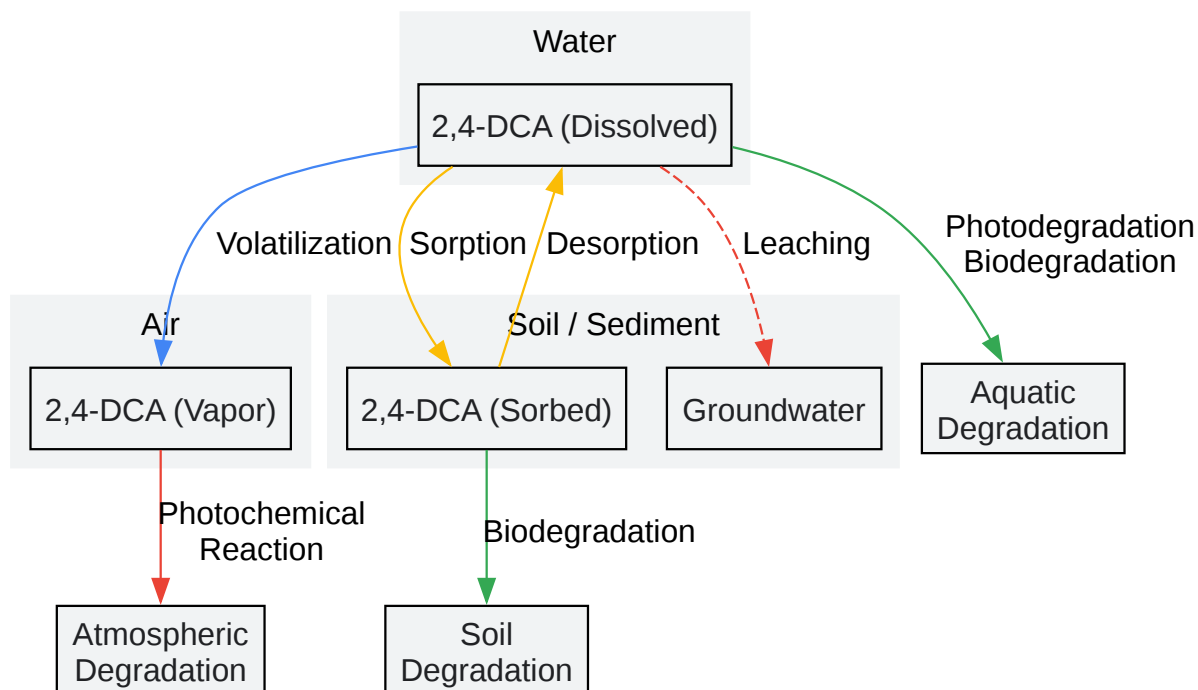 Water
2,4-DCA (Dissolved)
Volatilization
Sorption
Desorption
Leaching
Photodegradation
Biodegradation
Air
Soil / Sediment
2,4-DCA (Vapor)
2,4-DCA (Sorbed)
Groundwater
Aquatic
Degradation
Photochemical
Reaction
Biodegradation
Atmospheric
Degradation
Soil
Degradation